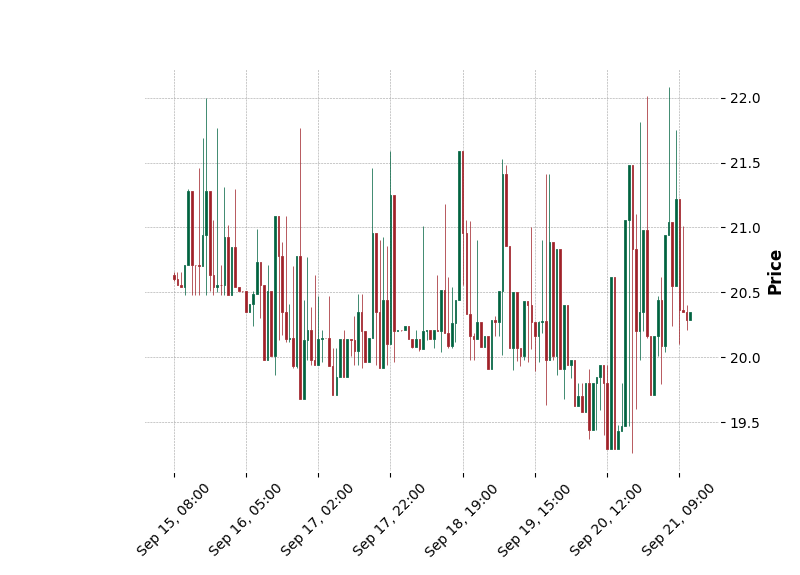 22.0
21.5
21.0
20.5
20.0
19.5
Price
Sep 15, 08:00
Sep 16, 05:00
Sep 17, 02:00
Sep 17, 22:00
Sep 18, 19:00
Sep 19, 15:00
Sep 20, 12:00
Sep 21, 09:00